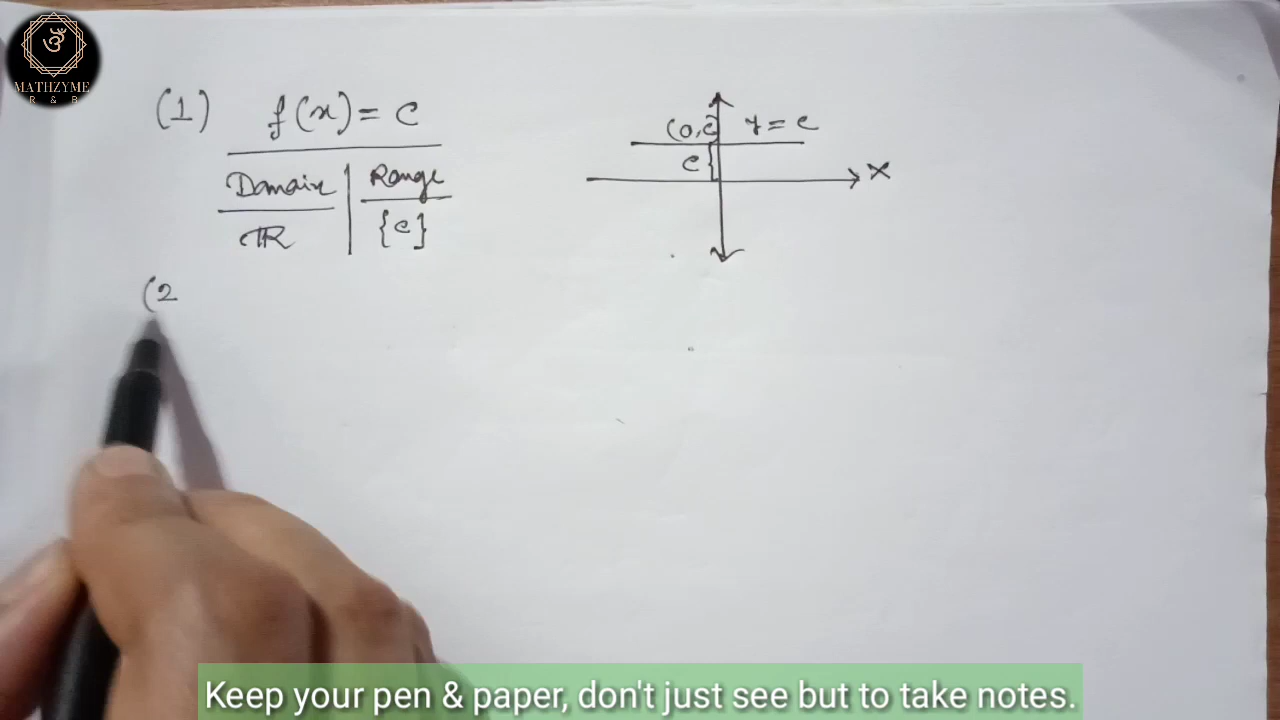 ॐ
MATHZYME
R & B
(1) f(x) = c
Domain | Range
ℝ | {c}
(0,c) y = c
c { x
(2
Keep your pen & paper, don't just see but to take notes.